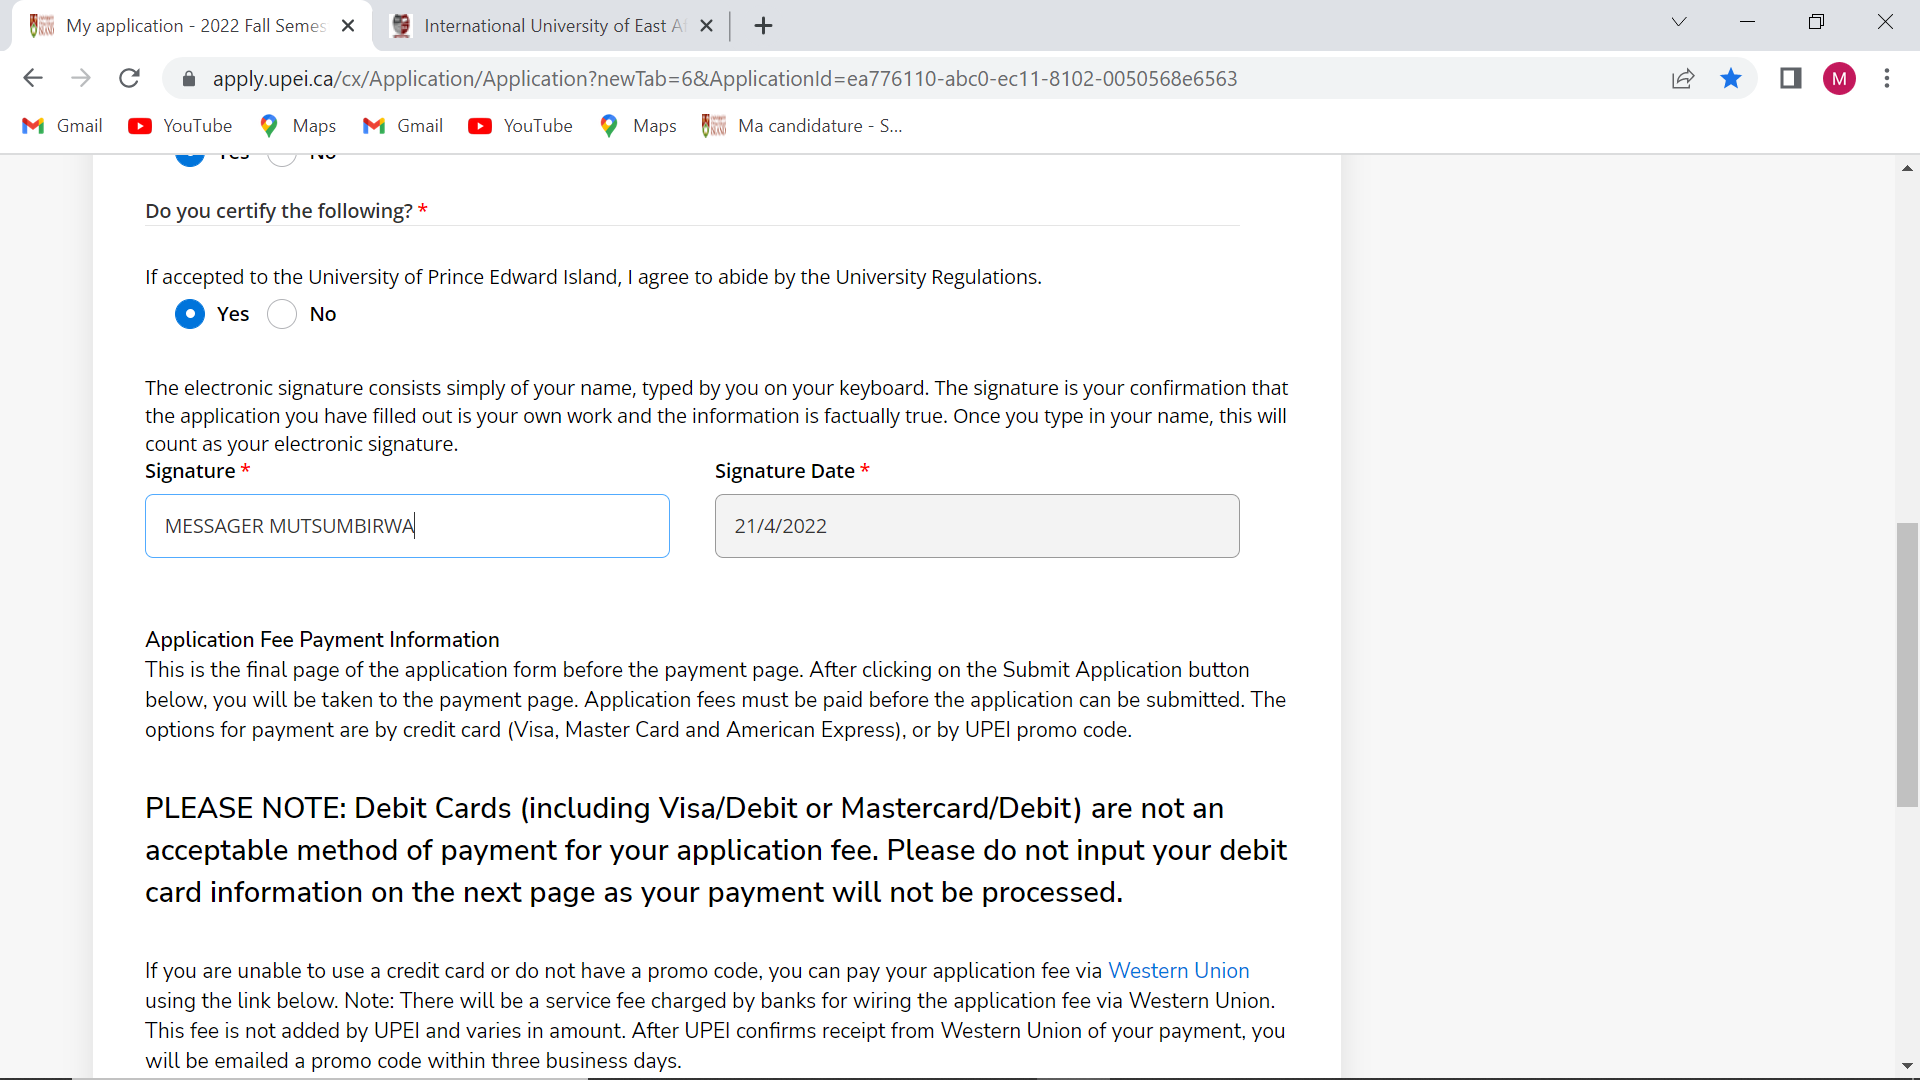 My application - 2022 Fall Semes
International University of East Af
apply.upei.ca/cx/Application/Application?newTab=6&ApplicationId=ea776110-abc0-ec11-8102-0050568e6563
M
Gmail YouTube Maps Gmail YouTube Maps Ma candidature - S...
Yes No
Do you certify the following? *
If accepted to the University of Prince Edward Island, I agree to abide by the University Regulations.
Yes No
The electronic signature consists simply of your name, typed by you on your keyboard. The signature is your confirmation that
the application you have filled out is your own work and the information is factually true. Once you type in your name, this will
count as your electronic signature.
Signature * Signature Date *
MESSAGER MUTSUMBIRWA 21/4/2022
Application Fee Payment Information
This is the final page of the application form before the payment page. After clicking on the Submit Application button
below, you will be taken to the payment page. Application fees must be paid before the application can be submitted. The
options for payment are by credit card (Visa, Master Card and American Express), or by UPEI promo code.
PLEASE NOTE: Debit Cards (including Visa/Debit or Mastercard/Debit) are not an
acceptable method of payment for your application fee. Please do not input your debit
card information on the next page as your payment will not be processed.
If you are unable to use a credit card or do not have a promo code, you can pay your application fee via Western Union
using the link below. Note: There will be a service fee charged by banks for wiring the application fee via Western Union.
This fee is not added by UPEI and varies in amount. After UPEI confirms receipt from Western Union of your payment, you
will be emailed a promo code within three business days.